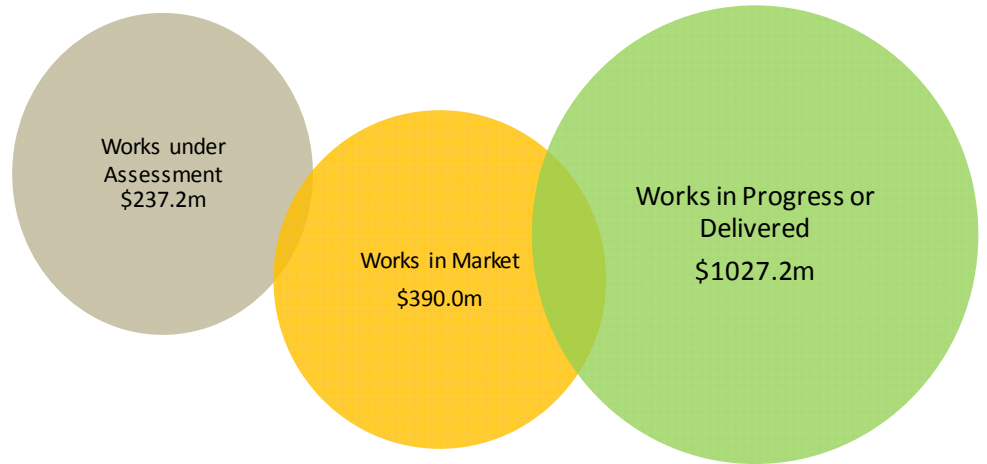 Works under
Assessment
$237.2m
Works in Market
$390.0m
Works in Progress or
Delivered
$1027.2m